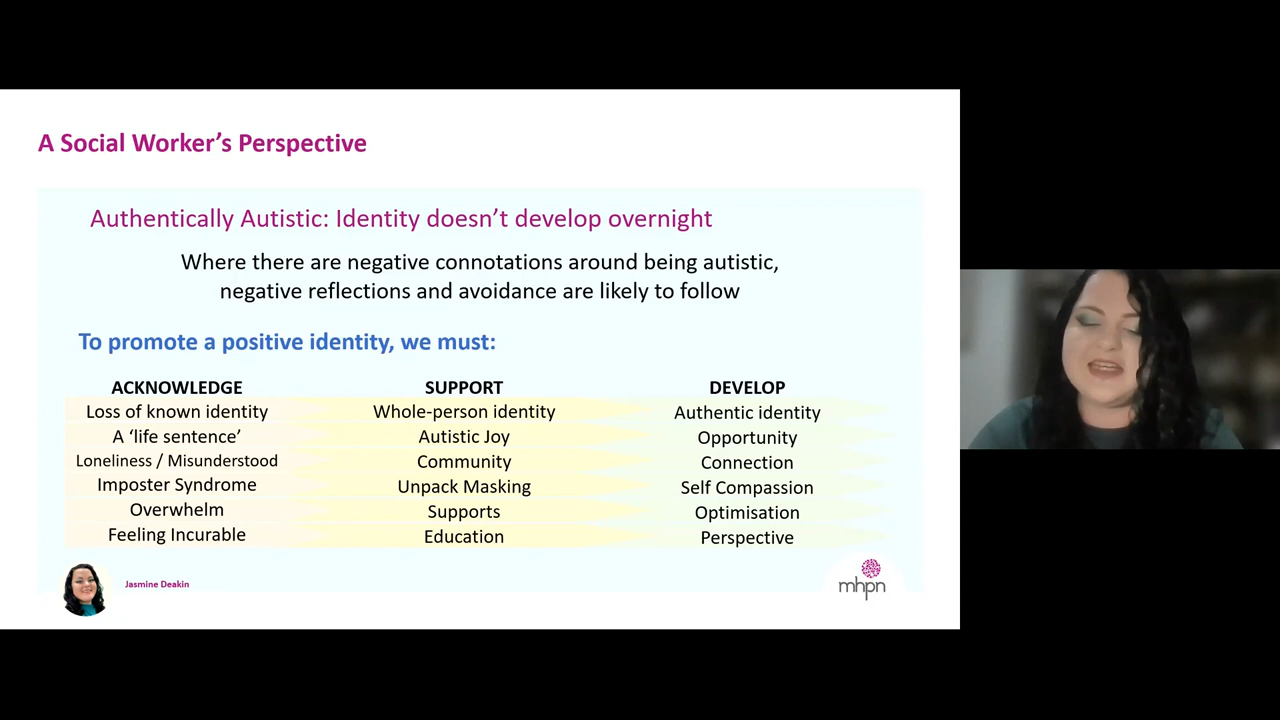 A Social Worker’s Perspective
Authentically Autistic: Identity doesn’t develop overnight
Where there are negative connotations around being autistic,
negative reflections and avoidance are likely to follow
To promote a positive identity, we must:
ACKNOWLEDGE SUPPORT DEVELOP
Loss of known identity Whole-person identity Authentic identity
A ‘life sentence’ Autistic Joy Opportunity
Loneliness / Misunderstood Community Connection
Imposter Syndrome Unpack Masking Self Compassion
Overwhelm Supports Optimisation
Feeling Incurable Education Perspective
Jasmine Deakin
mhpn